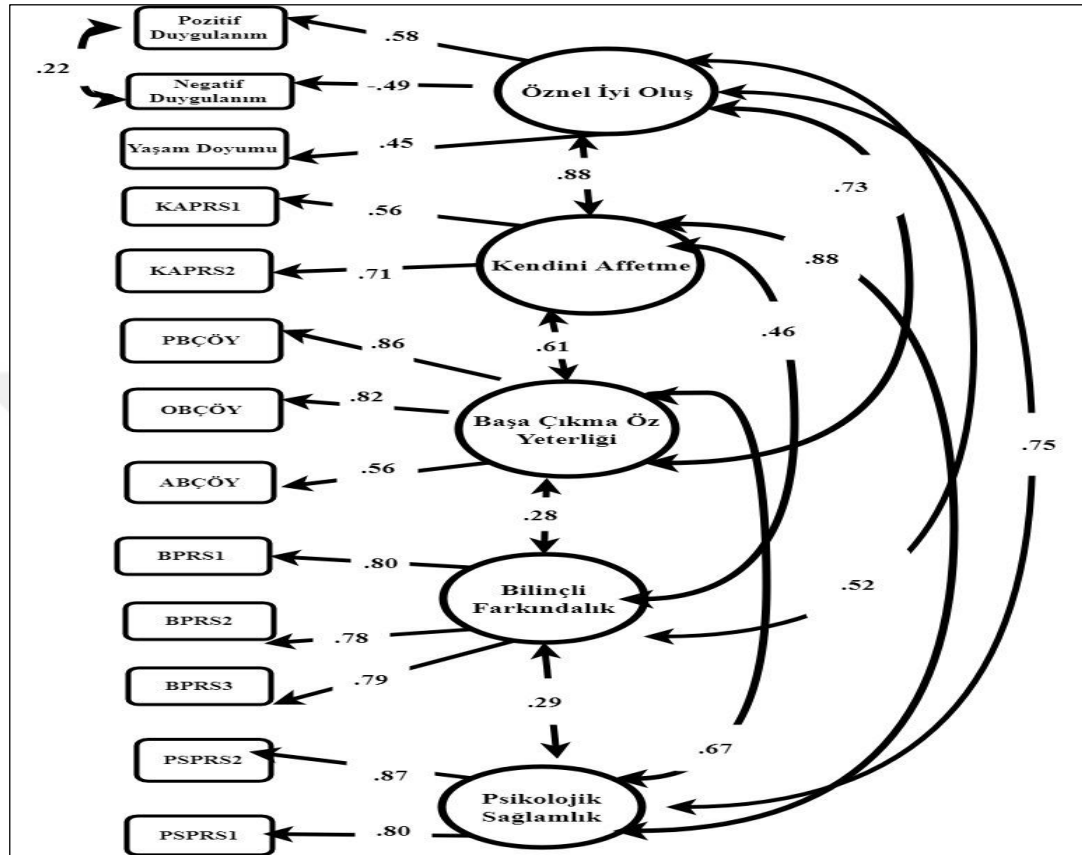 Pozitif
Duygulanım
.58
.22
Negatif
Duygulanım
-.49
Öznel İyi Oluş
Yaşam Doyumu
.45
.88
.73
KAPRS1
.56
Kendini Affetme
.88
KAPRS2
.71
.46
PBÇÖY
.86
.61
OBÇÖY
.82
Başa Çıkma Öz
Yeterliği
.75
ABÇÖY
.56
.28
BPRS1
.80
Bilinçli
Farkındalık
.52
BPRS2
.78
BPRS3
.79
.29
PSPRS2
.87
.67
Psikolojik
Sağlamlık
PSPRS1
.80